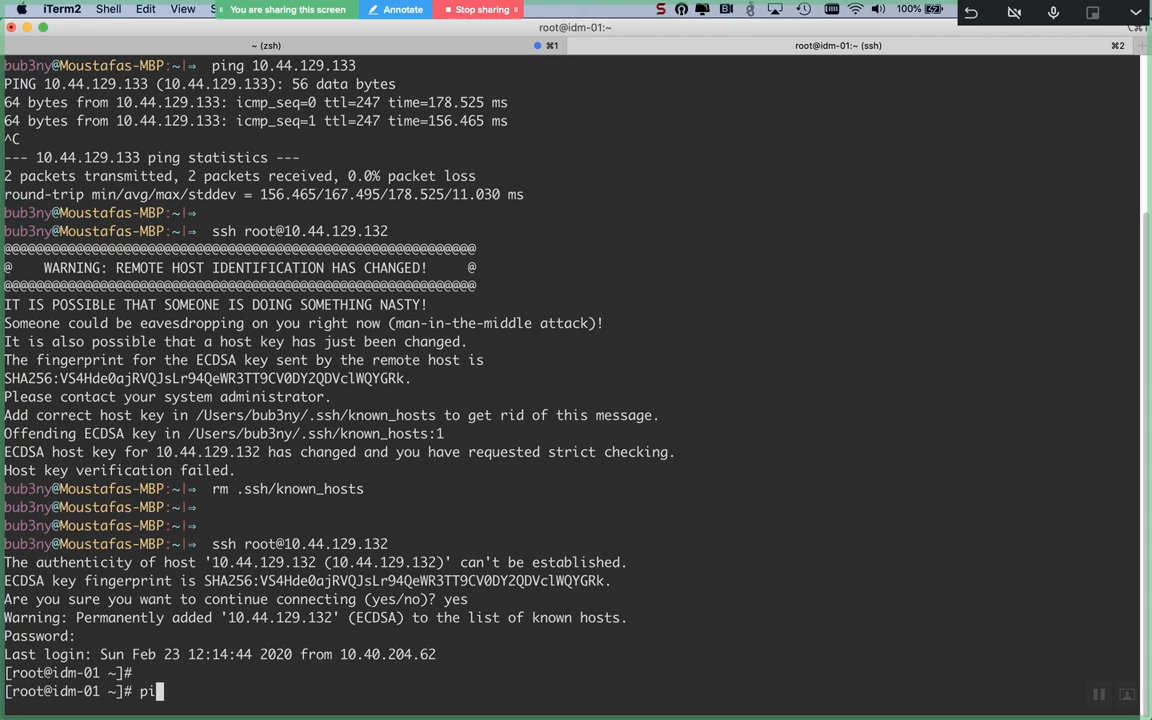 iTerm2 Shell Edit View S You are sharing this screen Annotate Stop sharing 100%
root@idm-01:~
~ (zsh) ⌘1 root@idm-01:~ (ssh) ⌘2
bub3ny@Moustafas-MBP:~|⇒ ping 10.44.129.133
PING 10.44.129.133 (10.44.129.133): 56 data bytes
64 bytes from 10.44.129.133: icmp_seq=0 ttl=247 time=178.525 ms
64 bytes from 10.44.129.133: icmp_seq=1 ttl=247 time=156.465 ms
^C
--- 10.44.129.133 ping statistics ---
2 packets transmitted, 2 packets received, 0.0% packet loss
round-trip min/avg/max/stddev = 156.465/167.495/178.525/11.030 ms
bub3ny@Moustafas-MBP:~|⇒
bub3ny@Moustafas-MBP:~|⇒ ssh root@10.44.129.132
@@@@@@@@@@@@@@@@@@@@@@@@@@@@@@@@@@@@@@@@@@@@@@@@@@@@@@@@@@@
@ WARNING: REMOTE HOST IDENTIFICATION HAS CHANGED! @
@@@@@@@@@@@@@@@@@@@@@@@@@@@@@@@@@@@@@@@@@@@@@@@@@@@@@@@@@@@
IT IS POSSIBLE THAT SOMEONE IS DOING SOMETHING NASTY!
Someone could be eavesdropping on you right now (man-in-the-middle attack)!
It is also possible that a host key has just been changed.
The fingerprint for the ECDSA key sent by the remote host is
SHA256:VS4Hde0ajRVQJsLr94QeWR3TT9CV0DY2QDVclWQYGRk.
Please contact your system administrator.
Add correct host key in /Users/bub3ny/.ssh/known_hosts to get rid of this message.
Offending ECDSA key in /Users/bub3ny/.ssh/known_hosts:1
ECDSA host key for 10.44.129.132 has changed and you have requested strict checking.
Host key verification failed.
bub3ny@Moustafas-MBP:~|⇒ rm .ssh/known_hosts
bub3ny@Moustafas-MBP:~|⇒
bub3ny@Moustafas-MBP:~|⇒
bub3ny@Moustafas-MBP:~|⇒ ssh root@10.44.129.132
The authenticity of host '10.44.129.132 (10.44.129.132)' can't be established.
ECDSA key fingerprint is SHA256:VS4Hde0ajRVQJsLr94QeWR3TT9CV0DY2QDVclWQYGRk.
Are you sure you want to continue connecting (yes/no)? yes
Warning: Permanently added '10.44.129.132' (ECDSA) to the list of known hosts.
Password:
Last login: Sun Feb 23 12:14:44 2020 from 10.40.204.62
[root@idm-01 ~]#
[root@idm-01 ~]# pi